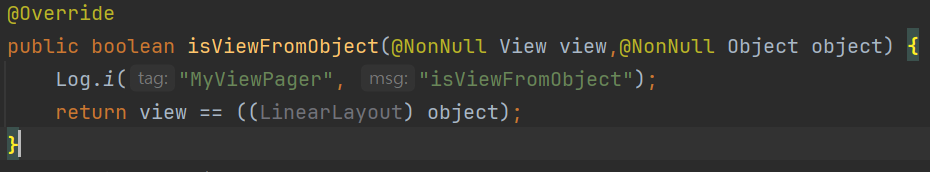 @Override
public boolean isViewFromObject(@NonNull View view,@NonNull Object object) {
Log.i( tag: "MyViewPager", msg: "isViewFromObject");
return view == ((LinearLayout) object);
}